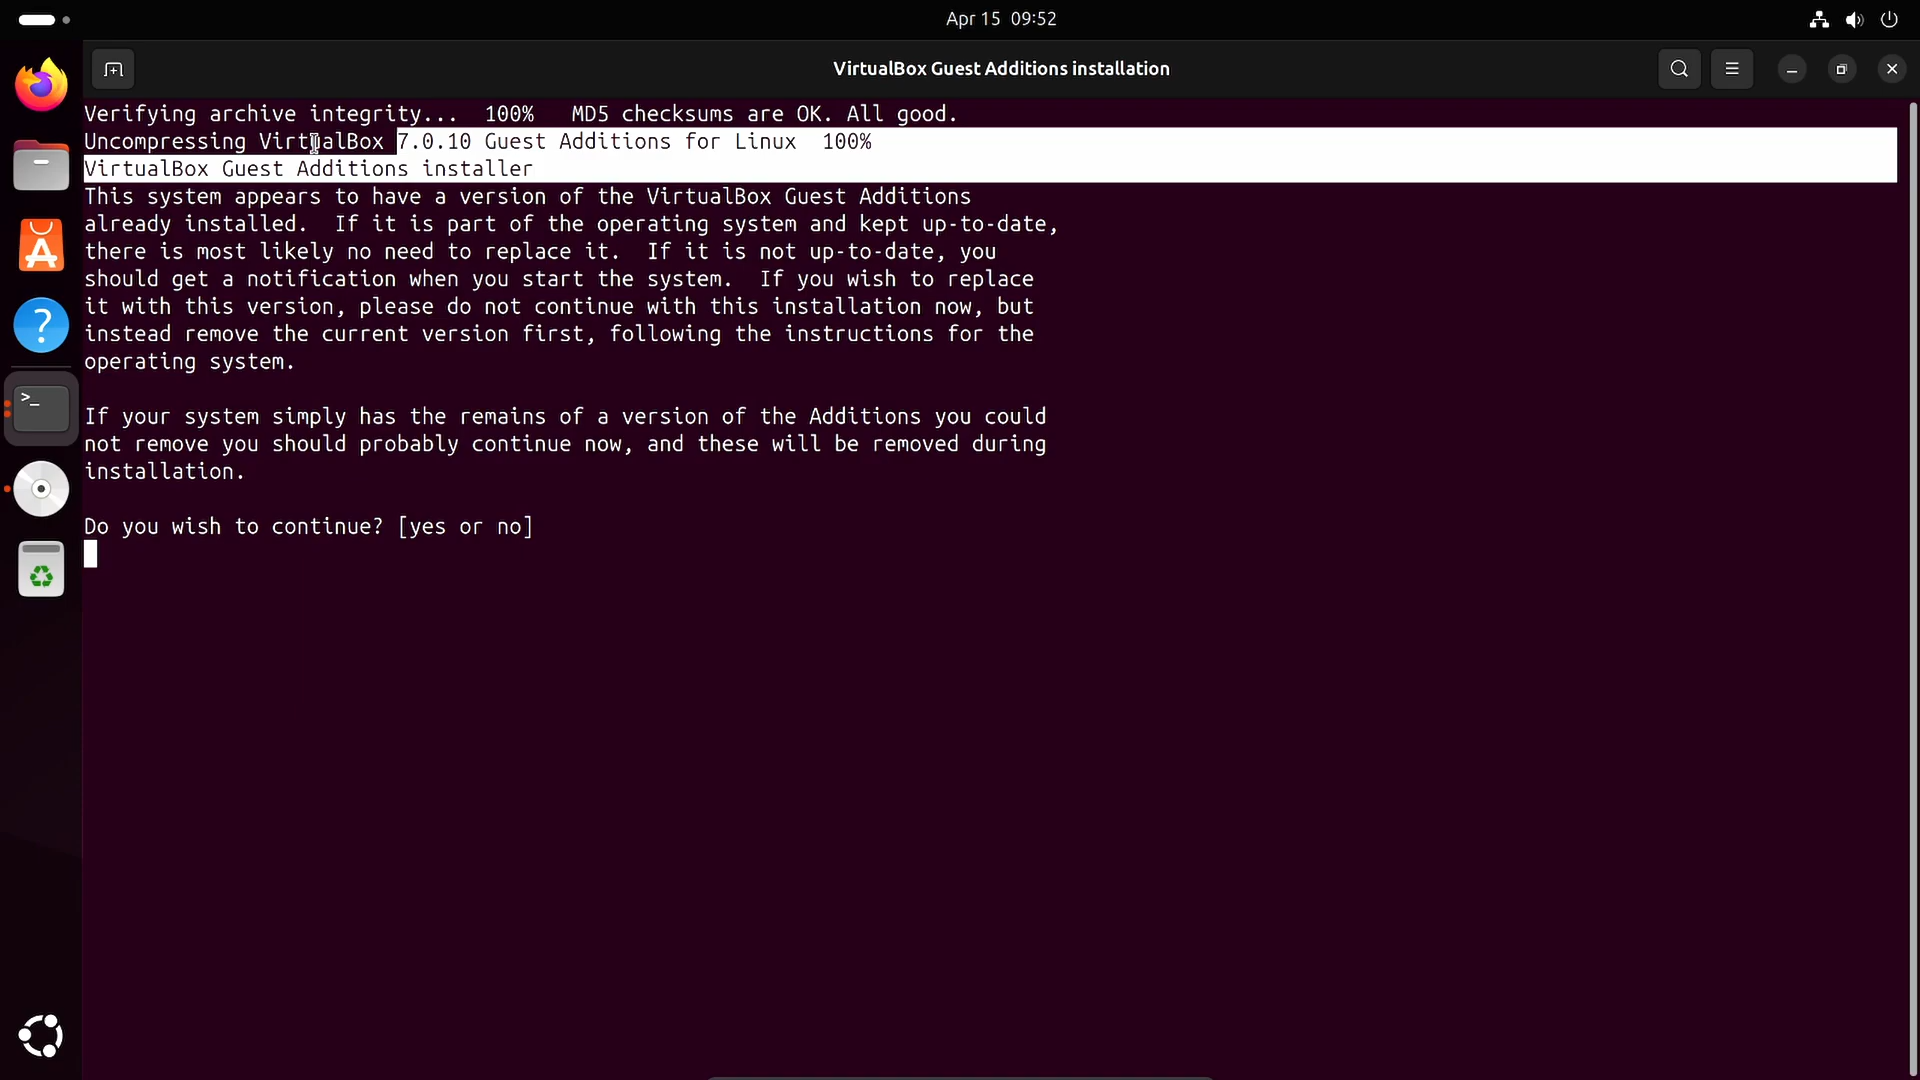 Apr 15 09:52
VirtualBox Guest Additions installation
Verifying archive integrity...  100%   MD5 checksums are OK. All good.
Uncompressing VirtualBox 7.0.10 Guest Additions for Linux  100%
VirtualBox Guest Additions installer
This system appears to have a version of the VirtualBox Guest Additions
already installed.  If it is part of the operating system and kept up-to-date,
there is most likely no need to replace it.  If it is not up-to-date, you
should get a notification when you start the system.  If you wish to replace
it with this version, please do not continue with this installation now, but
instead remove the current version first, following the instructions for the
operating system.
If your system simply has the remains of a version of the Additions you could
not remove you should probably continue now, and these will be removed during
installation.
Do you wish to continue? [yes or no]